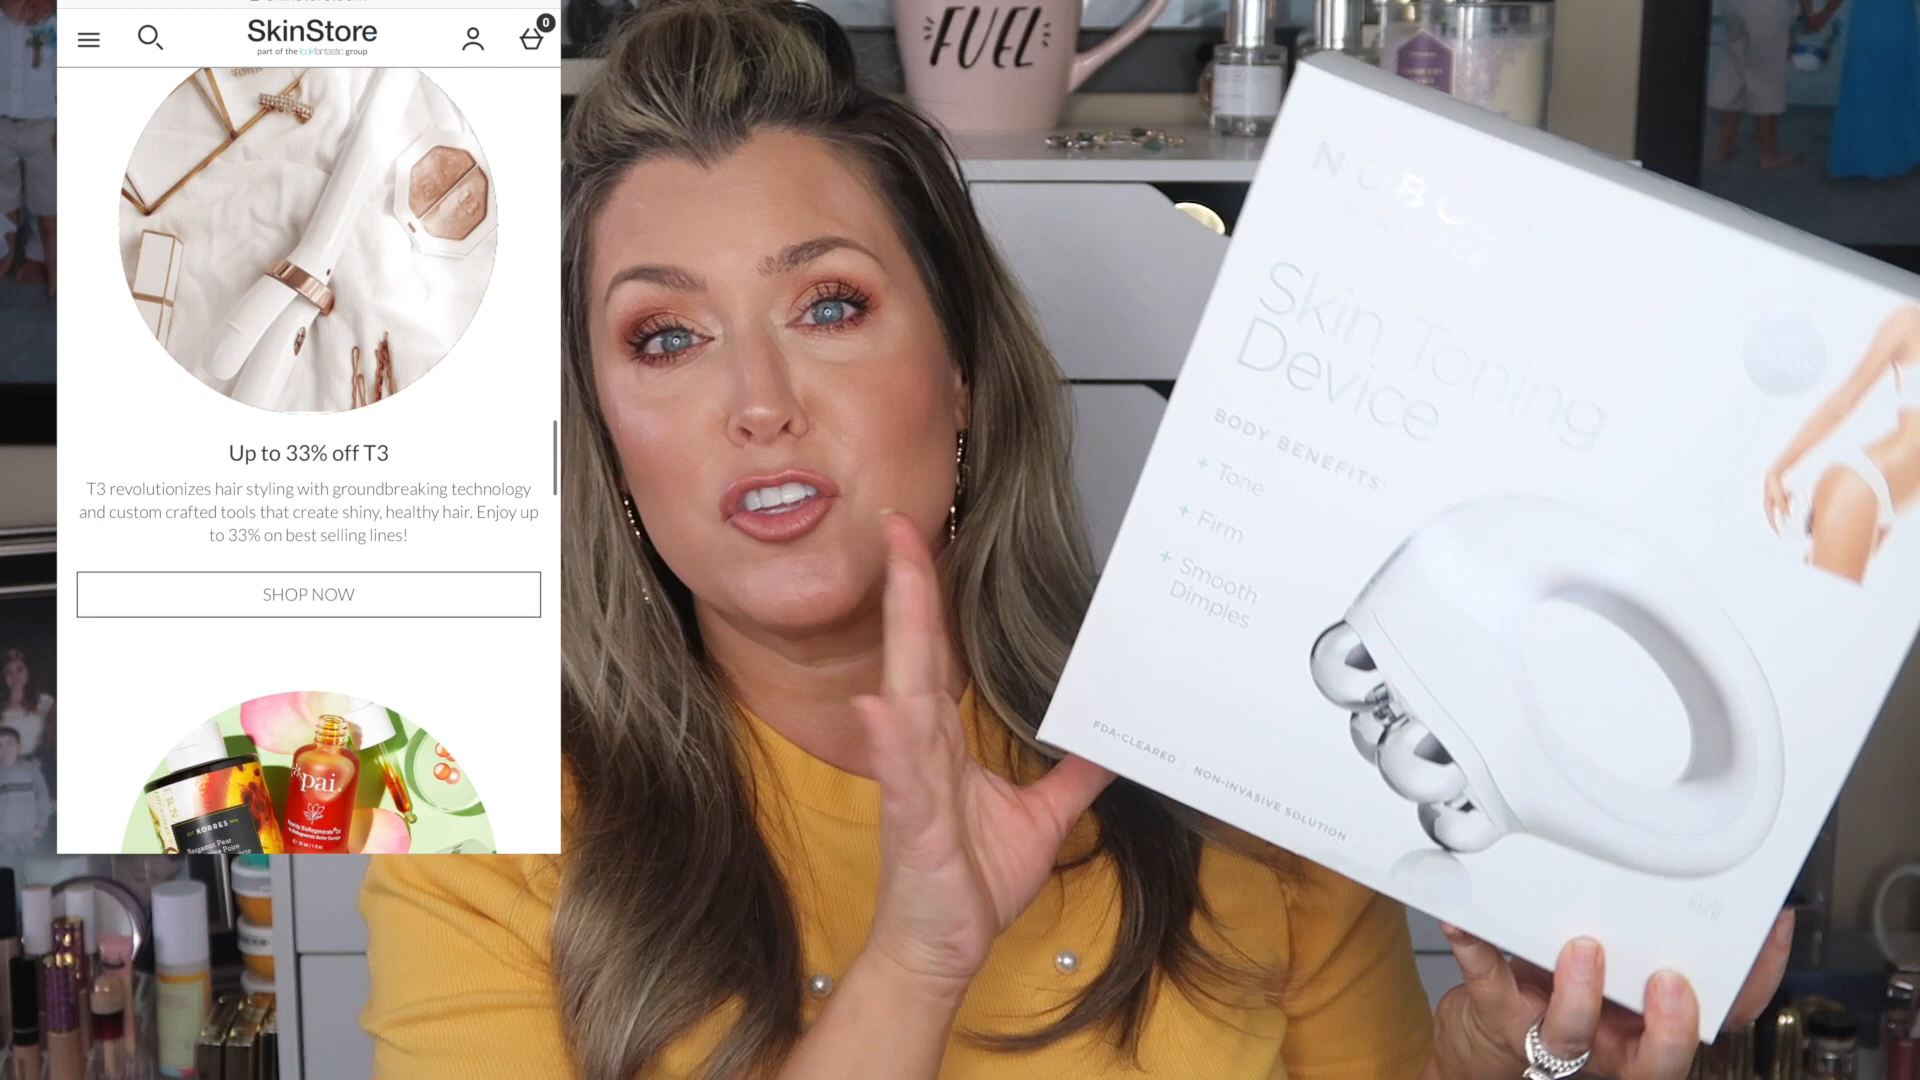 SkinStore
part of the lookfantastic group
0
Up to 33% off T3
T3 revolutionizes hair styling with groundbreaking technology
and custom crafted tools that create shiny, healthy hair. Enjoy up
to 33% on best selling lines!
SHOP NOW
pai.
KORRES
Bergamot Pear
FUEL
Skin Toning
Device
BODY BENEFITS:
+ Tone
+ Firm
+ Smooth
Dimples
FDA-CLEARED | NON-INVASIVE SOLUTION